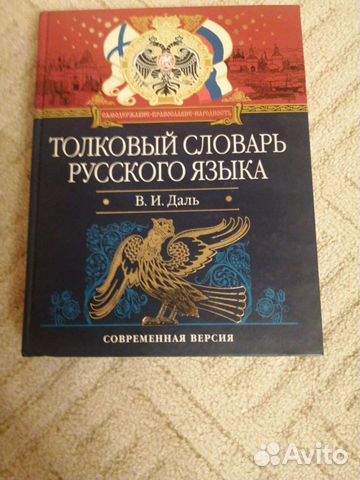 САМОДЕРЖАВИЕ·ПРАВОСЛАВИЕ·НАРОДНОСТЬ
ТОЛКОВЫЙ СЛОВАРЬ
РУССКОГО ЯЗЫКА
В. И. Даль
СОВРЕМЕННАЯ ВЕРСИЯ
Avito